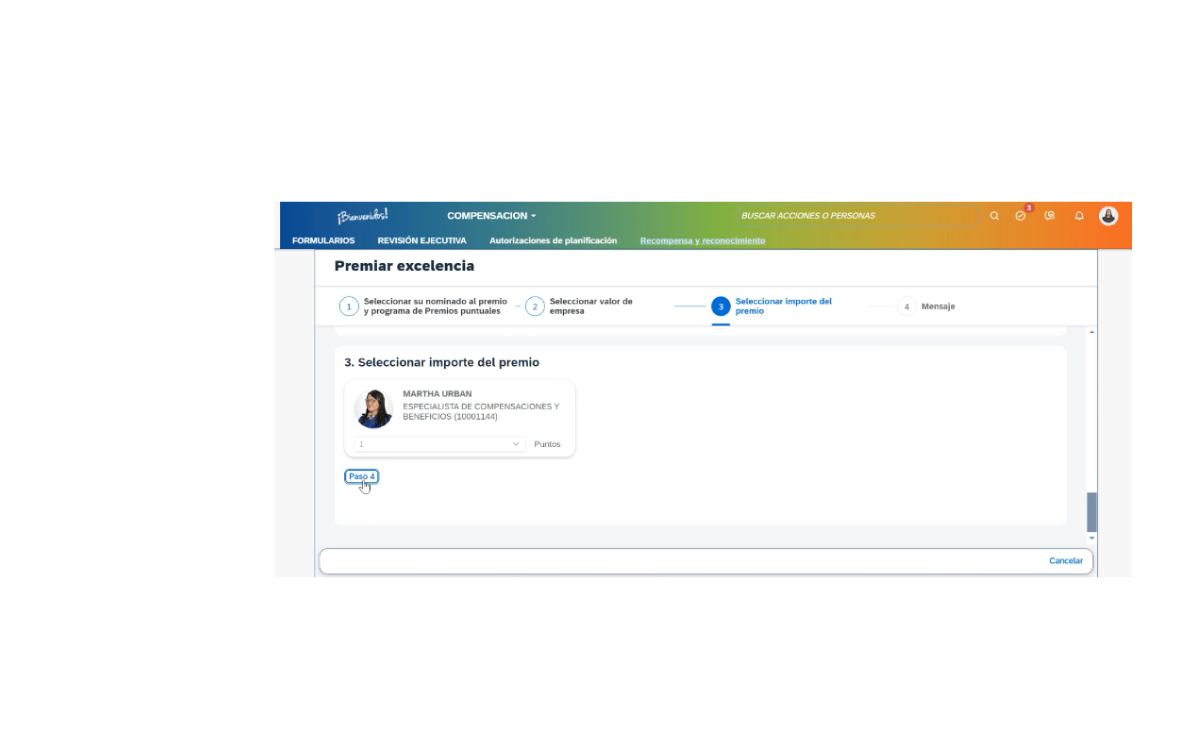 ¡Bienvenidos!
COMPENSACION
BUSCAR ACCIONES O PERSONAS
3
FORMULARIOS
REVISIÓN EJECUTIVA
Autorizaciones de planificación
Recompensa y reconocimiento
Premiar excelencia
1
Seleccionar su nominado al premio
y programa de Premios puntuales
2
Seleccionar valor de
empresa
3
Seleccionar importe del
premio
4
Mensaje
3. Seleccionar importe del premio
MARTHA URBAN
ESPECIALISTA DE COMPENSACIONES Y
BENEFICIOS (10001144)
1
Puntos
Paso 4
Cancelar